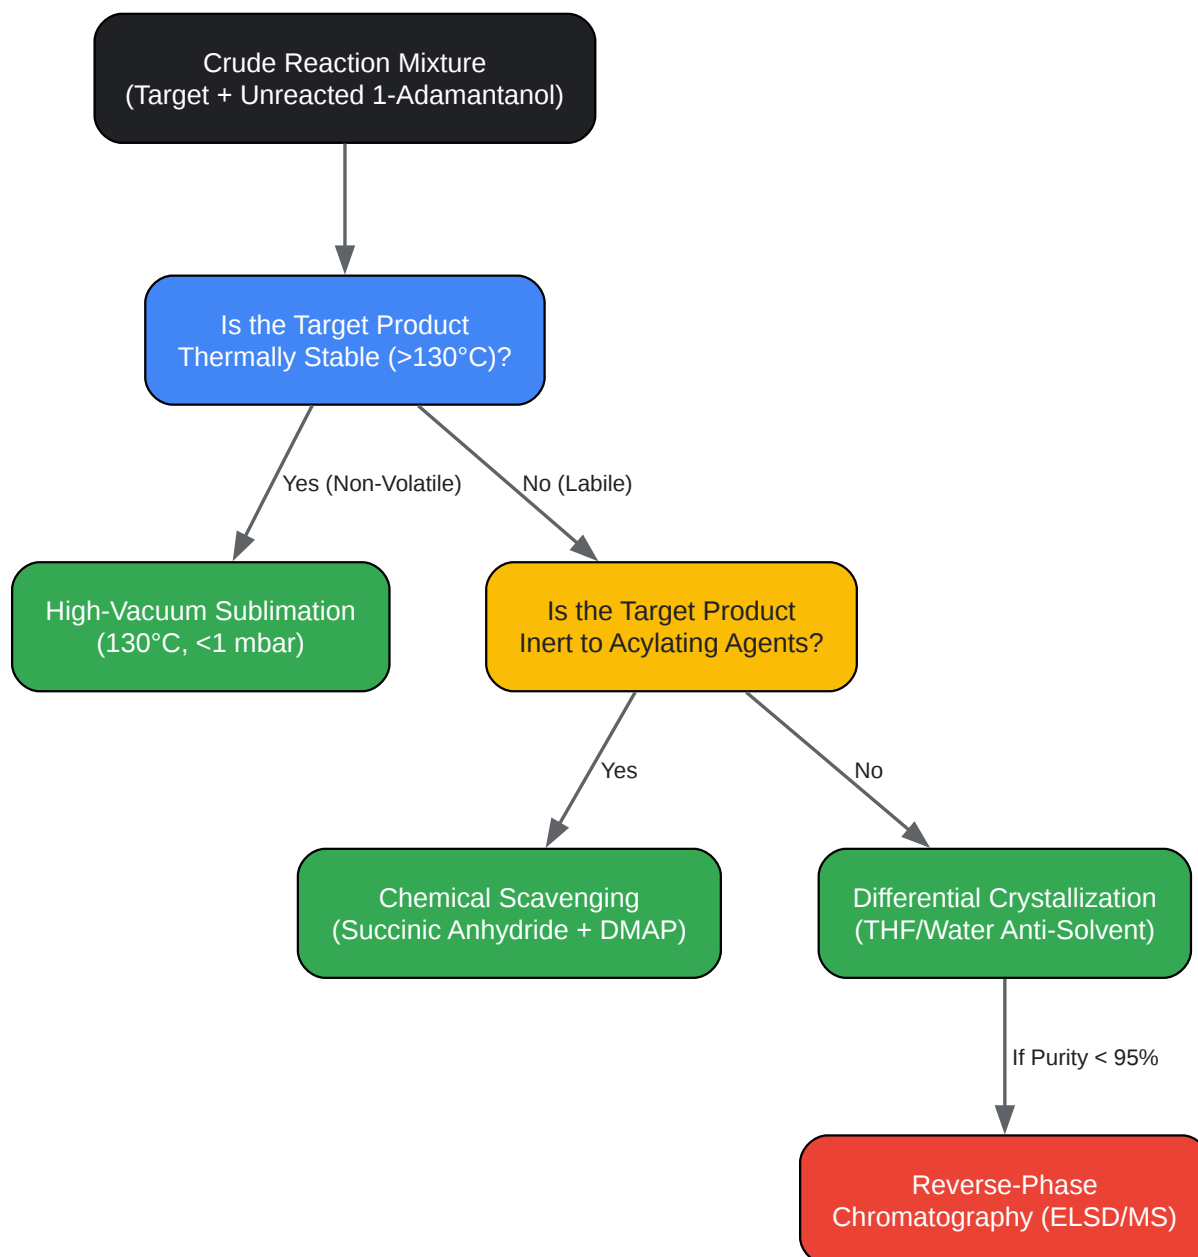 Crude Reaction Mixture
(Target + Unreacted 1-Adamantanol)
Is the Target Product
Thermally Stable (>130°C)?
Yes (Non-Volatile)
No (Labile)
High-Vacuum Sublimation
(130°C, <1 mbar)
Is the Target Product
Inert to Acylating Agents?
Yes
No
Chemical Scavenging
(Succinic Anhydride + DMAP)
Differential Crystallization
(THF/Water Anti-Solvent)
If Purity < 95%
Reverse-Phase
Chromatography (ELSD/MS)